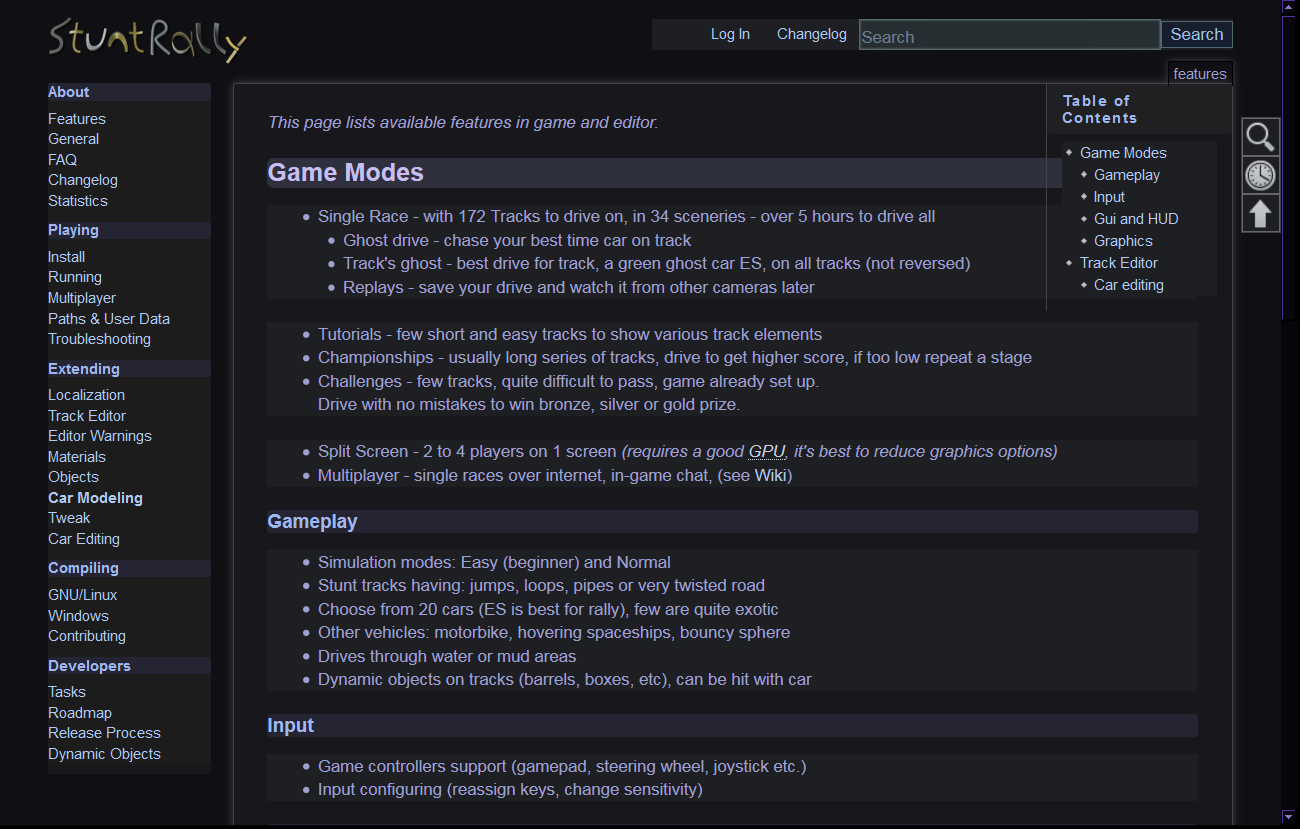 StuntRally
Log In
Changelog
Search
Search
features
About
Features
General
FAQ
Changelog
Statistics
Playing
Install
Running
Multiplayer
Paths & User Data
Troubleshooting
Extending
Localization
Track Editor
Editor Warnings
Materials
Objects
Car Modeling
Tweak
Car Editing
Compiling
GNU/Linux
Windows
Contributing
Developers
Tasks
Roadmap
Release Process
Dynamic Objects
This page lists available features in game and editor.
Game Modes
Single Race - with 172 Tracks to drive on, in 34 sceneries - over 5 hours to drive all
Ghost drive - chase your best time car on track
Track's ghost - best drive for track, a green ghost car ES, on all tracks (not reversed)
Replays - save your drive and watch it from other cameras later
Tutorials - few short and easy tracks to show various track elements
Championships - usually long series of tracks, drive to get higher score, if too low repeat a stage
Challenges - few tracks, quite difficult to pass, game already set up.
Drive with no mistakes to win bronze, silver or gold prize.
Split Screen - 2 to 4 players on 1 screen (requires a good GPU, it's best to reduce graphics options)
Multiplayer - single races over internet, in-game chat, (see Wiki)
Gameplay
Simulation modes: Easy (beginner) and Normal
Stunt tracks having: jumps, loops, pipes or very twisted road
Choose from 20 cars (ES is best for rally), few are quite exotic
Other vehicles: motorbike, hovering spaceships, bouncy sphere
Drives through water or mud areas
Dynamic objects on tracks (barrels, boxes, etc), can be hit with car
Input
Game controllers support (gamepad, steering wheel, joystick etc.)
Input configuring (reassign keys, change sensitivity)
Table of
Contents
Game Modes
Gameplay
Input
Gui and HUD
Graphics
Track Editor
Car editing